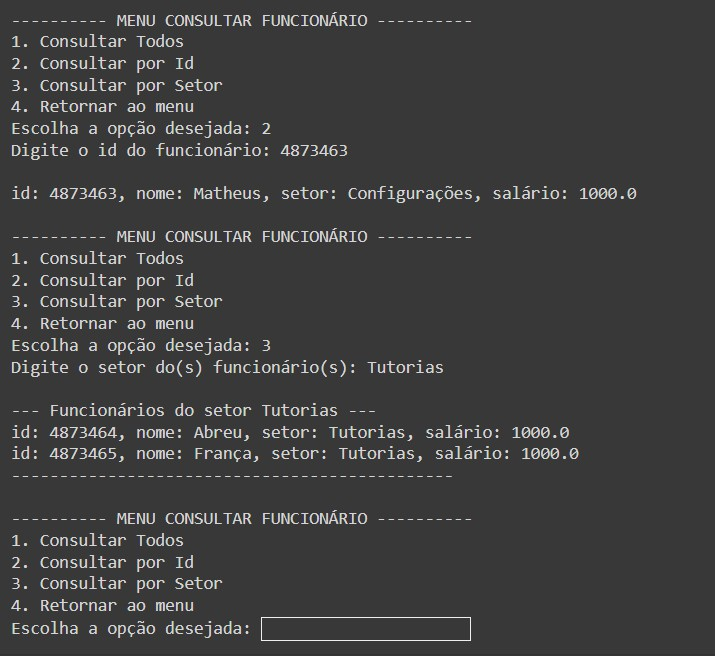 ---------- MENU CONSULTAR FUNCIONÁRIO ----------
1. Consultar Todos
2. Consultar por Id
3. Consultar por Setor
4. Retornar ao menu
Escolha a opção desejada: 2
Digite o id do funcionário: 4873463
id: 4873463, nome: Matheus, setor: Configurações, salário: 1000.0
---------- MENU CONSULTAR FUNCIONÁRIO ----------
1. Consultar Todos
2. Consultar por Id
3. Consultar por Setor
4. Retornar ao menu
Escolha a opção desejada: 3
Digite o setor do(s) funcionário(s): Tutorias
--- Funcionários do setor Tutorias ---
id: 4873464, nome: Abreu, setor: Tutorias, salário: 1000.0
id: 4873465, nome: França, setor: Tutorias, salário: 1000.0
----------------------------------------------
---------- MENU CONSULTAR FUNCIONÁRIO ----------
1. Consultar Todos
2. Consultar por Id
3. Consultar por Setor
4. Retornar ao menu
Escolha a opção desejada: